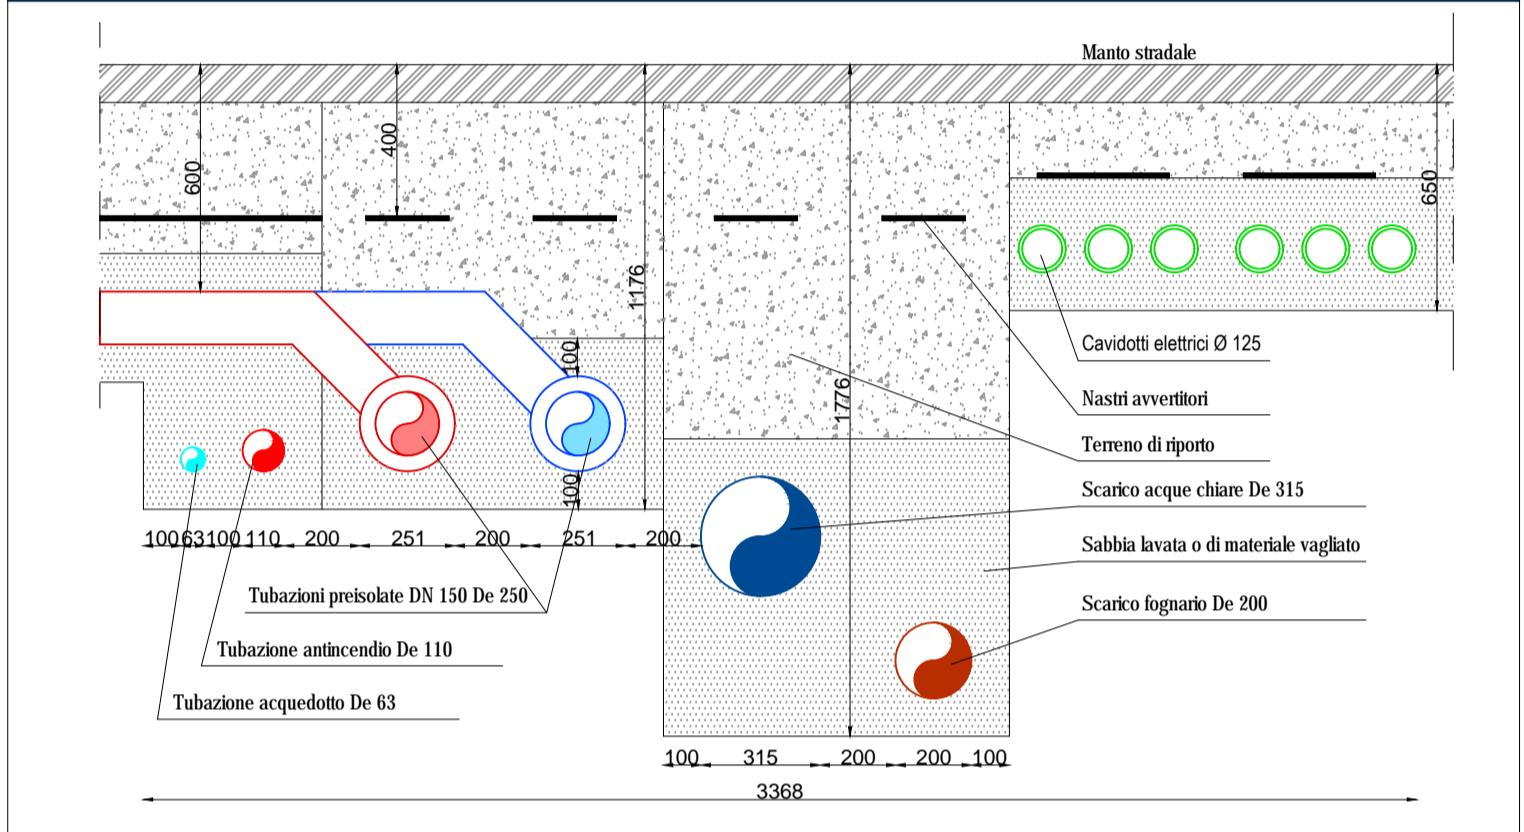 Manto stradale
600
400
1176
1776
650
100
100
Cavidotti elettrici Ø 125
Nastri avvertitori
Terreno di riporto
Scarico acque chiare De 315
Sabbia lavata o di materiale vagliato
Scarico fognario De 200
100 63 100 110 200 251 200 251 200
Tubazioni preisolate DN 150 De 250
Tubazione antincendio De 110
Tubazione acquedotto De 63
100 315 200 200 100
3368